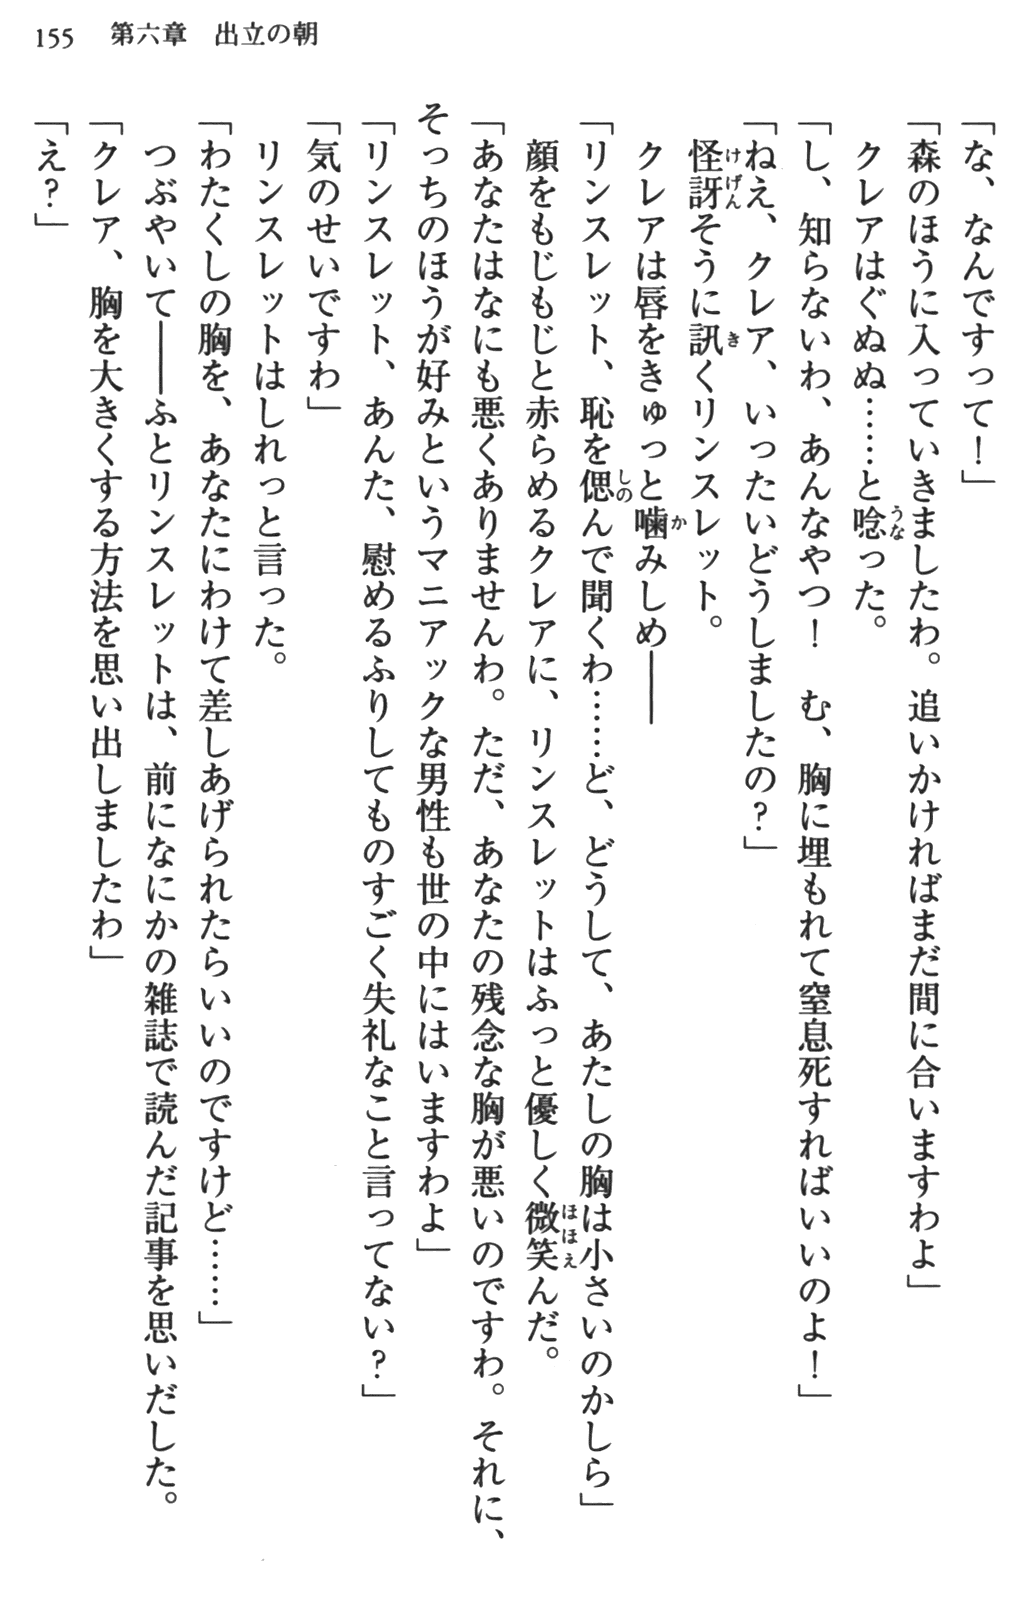 155　第六章　出立の朝
「な、なんですって！」
「森のほうに入っていきましたわ。追いかければまだ間に合いますわよ」
　クレアはぐぬぬ……と唸った。
「し、知らないわ、あんなやつ！　む、胸に埋もれて窒息死すればいいのよ！」
「ねえ、クレア、いったいどうしましたの？」
　怪訝そうに訊くリンスレット。
　クレアは唇をきゅっと噛みしめ――
「リンスレット、恥を偲んで聞くわ……ど、どうして、あたしの胸は小さいのかしら」
　顔をもじもじと赤らめるクレアに、リンスレットはふっと優しく微笑んだ。
「あなたはなにも悪くありませんわ。ただ、あなたの残念な胸が悪いのですわ。それに、
そっちのほうが好みというマニアックな男性も世の中にはいますわよ」
「リンスレット、あんた、慰めるふりしてものすごく失礼なこと言ってない？」
「気のせいですわ」
　リンスレットはしれっと言った。
「わたくしの胸を、あなたにわけて差しあげられたらいいのですけど……」
　つぶやいて――ふとリンスレットは、前になにかの雑誌で読んだ記事を思いだした。
「クレア、胸を大きくする方法を思い出しましたわ」
「え？」